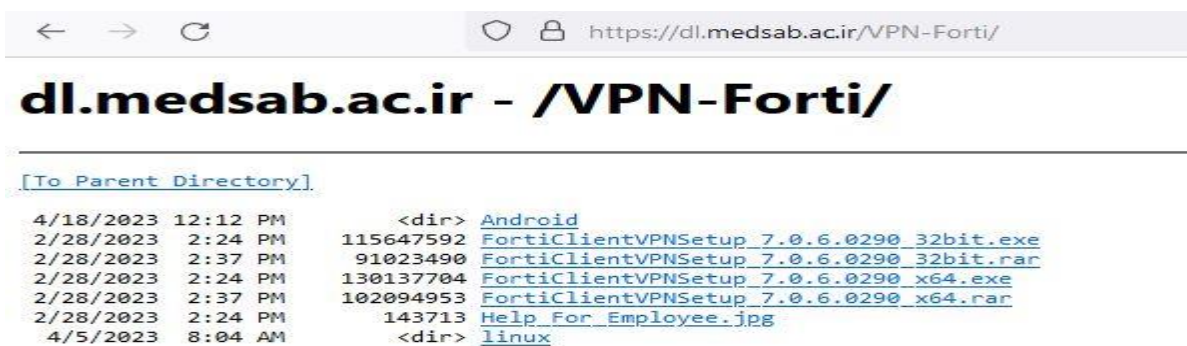 https://dl.medsab.ac.ir/VPN-Forti/
dl.medsab.ac.ir - /VPN-Forti/
[To Parent Directory]
4/18/2023 12:12 PM <dir> Android
2/28/2023 2:24 PM 115647592 FortiClientVPNSetup_7.0.6.0290_32bit.exe
2/28/2023 2:37 PM 91023490 FortiClientVPNSetup_7.0.6.0290_32bit.rar
2/28/2023 2:24 PM 130137704 FortiClientVPNSetup_7.0.6.0290_x64.exe
2/28/2023 2:37 PM 102094953 FortiClientVPNSetup_7.0.6.0290_x64.rar
2/28/2023 2:24 PM 143713 Help_For_Employee.jpg
4/5/2023 8:04 AM <dir> linux